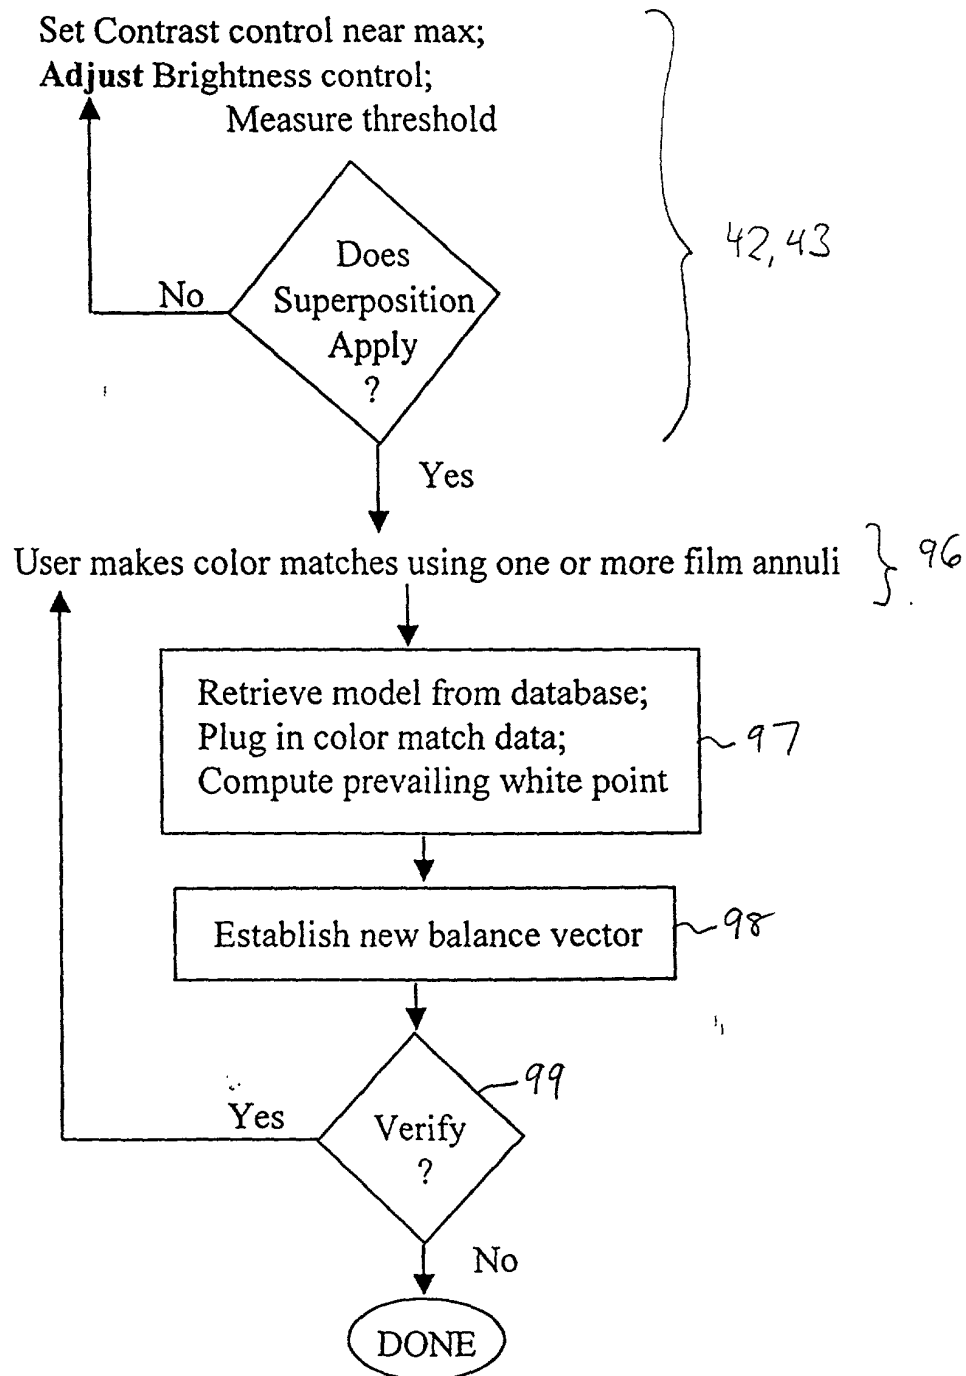 Set Contrast control near max;
Adjust Brightness control;
Measure threshold
Does
Superposition
Apply
?
No
42, 43
Yes
User makes color matches using one or more film annuli
96
Retrieve model from database;
Plug in color match data;
Compute prevailing white point
97
Establish new balance vector
98
99
Yes
Verify
?
No
DONE